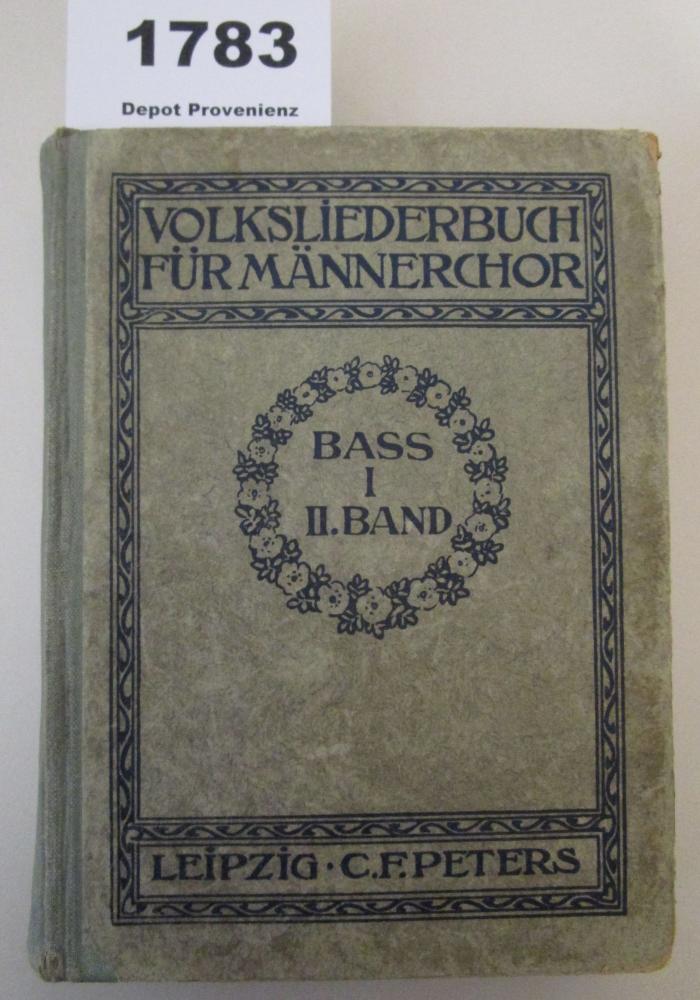 1783
Depot Provenienz
VOLKSLIEDERBUCH
FÜR MÄNNERCHOR
BASS
I
II. BAND
LEIPZIG · C. F. PETERS